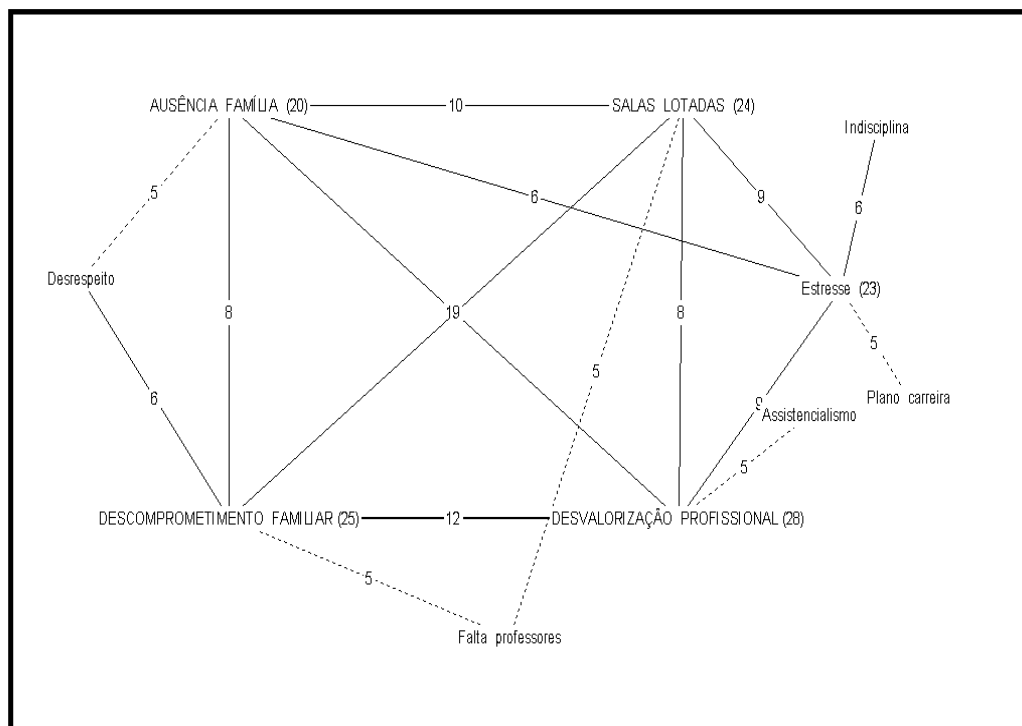 AUSÊNCIA FAMÍLIA (20)
10
SALAS LOTADAS (24)
Indisciplina
5
6
9
6
Desrespeito
Estresse (23)
8
19
8
5
5
6
9
Plano carreira
Assistencialismo
5
DESCOMPROMETIMENTO FAMILIAR (25)
12
DESVALORIZAÇÃO PROFISSIONAL (28)
5
Falta professores